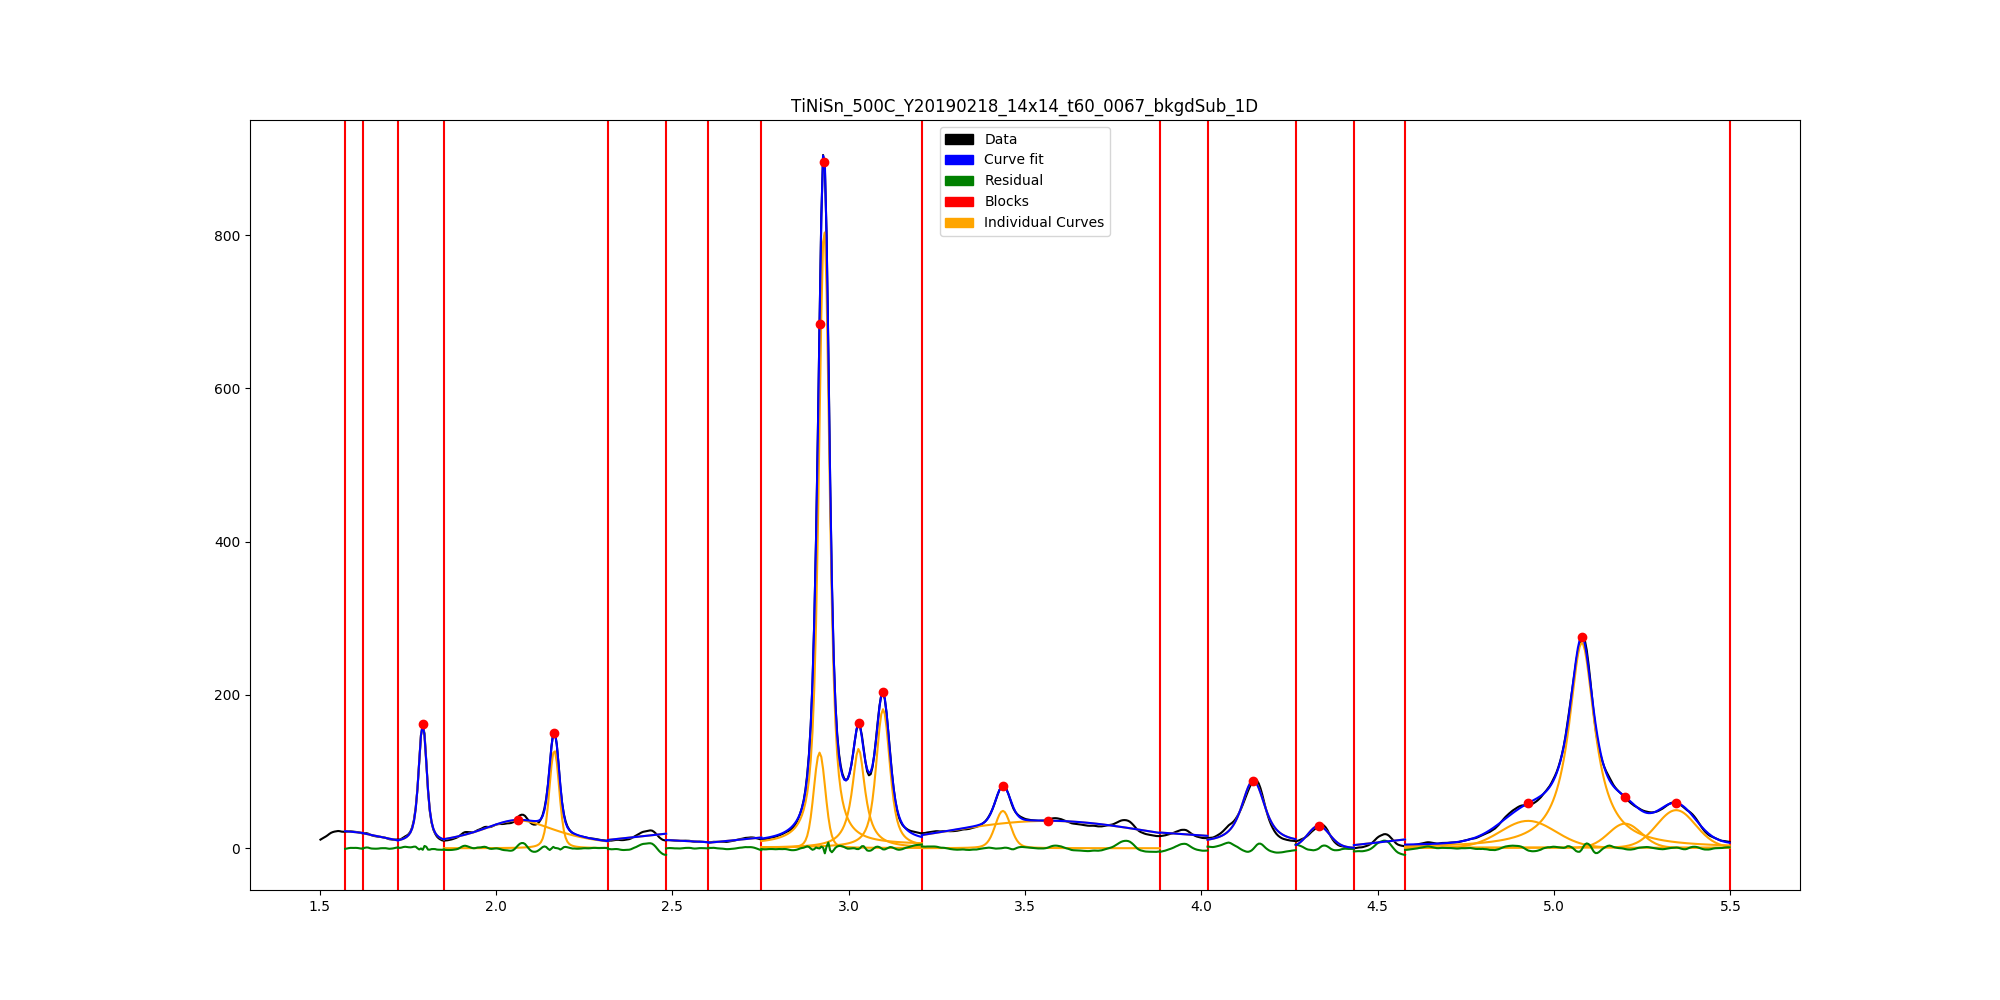 TiNiSn_500C_Y20190218_14x14_t60_0067_bkgdSub_1D
Data
Curve fit
Residual
Blocks
Individual Curves
800
600
400
200
0
1.5 2.0 2.5 3.0 3.5 4.0 4.5 5.0 5.5